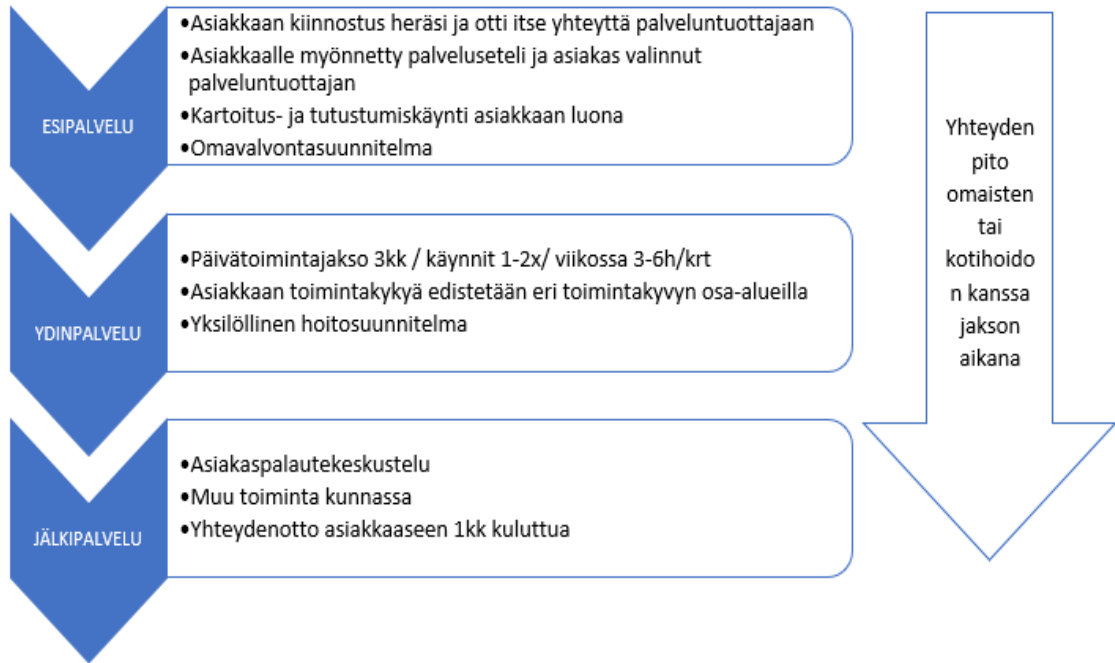 ESIPALVELU
•Asiakkaan kiinnostus heräsi ja otti itse yhteyttä palveluntuottajaan
•Asiakkaalle myönnetty palveluseteli ja asiakas valinnut
palveluntuottajan
•Kartoitus- ja tutustumiskäynti asiakkaan luona
•Omavalvontasuunnitelma
YDINPALVELU
•Päivätoimintajakso 3kk / käynnit 1-2x/ viikossa 3-6h/krt
•Asiakkaan toimintakykyä edistetään eri toimintakyvyn osa-alueilla
•Yksilöllinen hoitosuunnitelma
JÄLKIPALVELU
•Asiakaspalautekeskustelu
•Muu toiminta kunnassa
•Yhteydenotto asiakkaaseen 1kk kuluttua
Yhteyden
pito
omaisten
tai
kotihoido
n kanssa
jakson
aikana